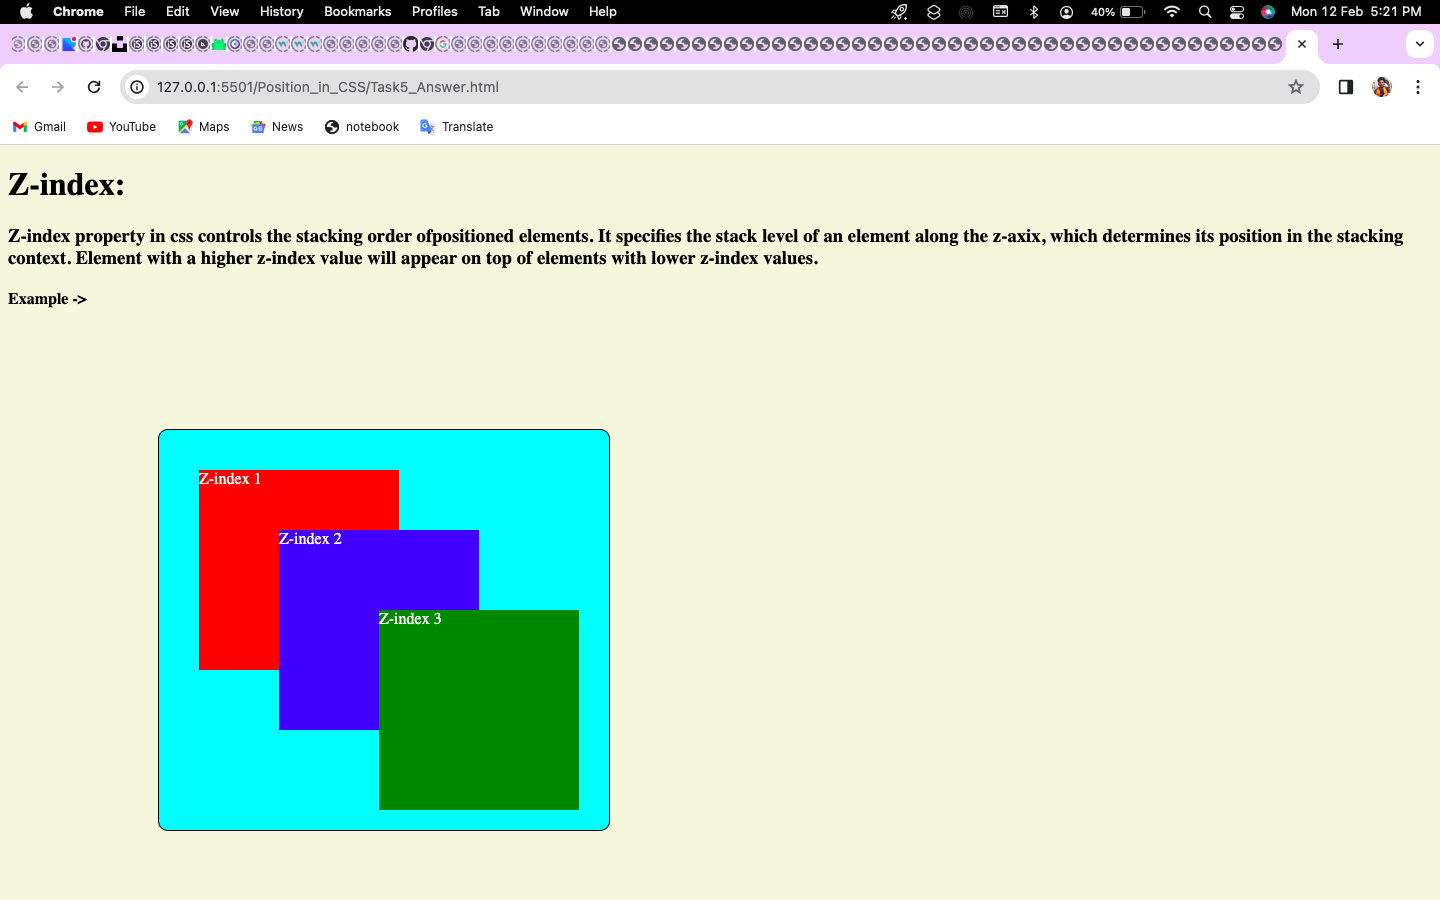 Chrome File Edit View History Bookmarks Profiles Tab Window Help 40% Mon 12 Feb 5:21 PM
127.0.0.1:5501/Position_in_CSS/Task5_Answer.html
Gmail YouTube Maps News notebook Translate
Z-index:
Z-index property in css controls the stacking order ofpositioned elements. It specifies the stack level of an element along the z-axix, which determines its position in the stacking
context. Element with a higher z-index value will appear on top of elements with lower z-index values.
Example ->
Z-index 1
Z-index 2
Z-index 3